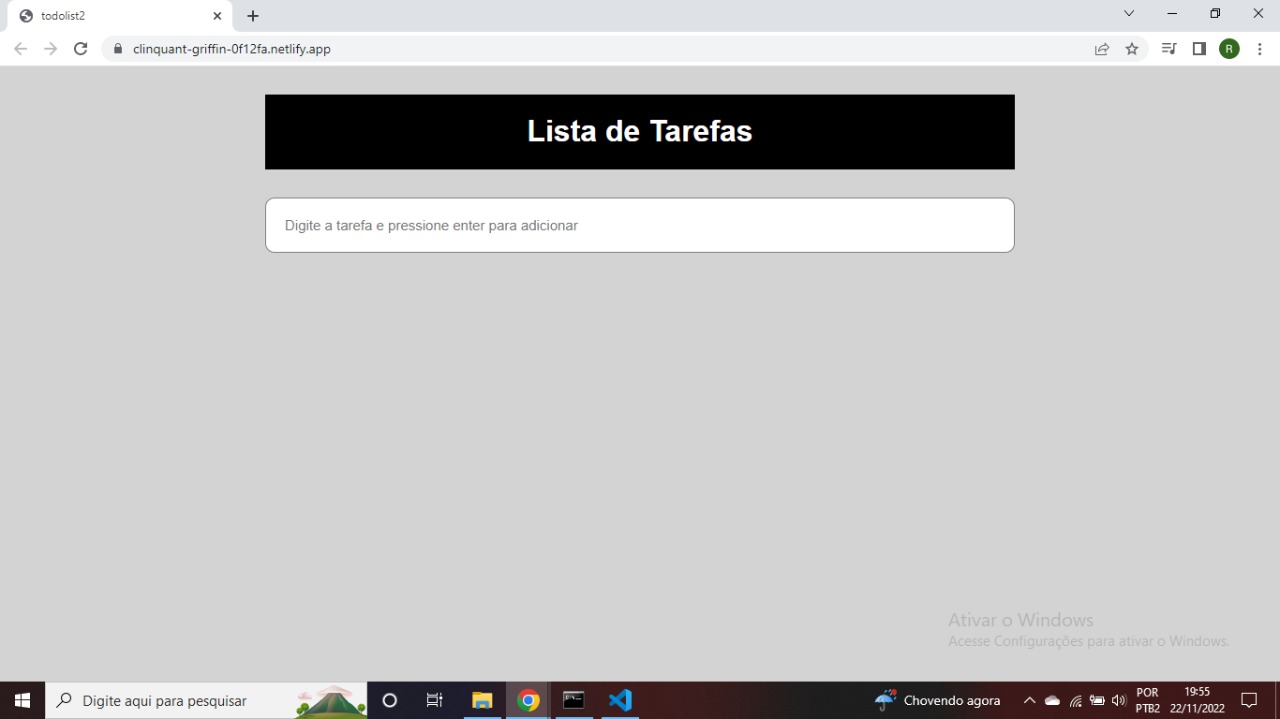 todolist2
clinquant-griffin-0f12fa.netlify.app
R
Lista de Tarefas
Digite a tarefa e pressione enter para adicionar
Ativar o Windows
Acesse Configurações para ativar o Windows.
Digite aqui para pesquisar
Chovendo agora
POR
PTB2
19:55
22/11/2022